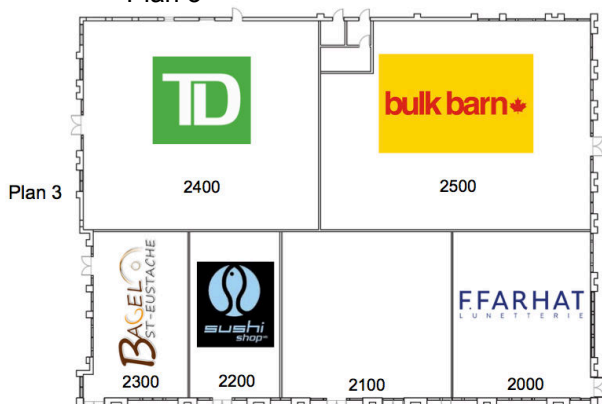 TD
bulk barn
2400
2500
Plan 3
BAGEL
ST-EUSTACHE
sushi
shop
F.FARHAT
LUNETTERIE
2300
2200
2100
2000